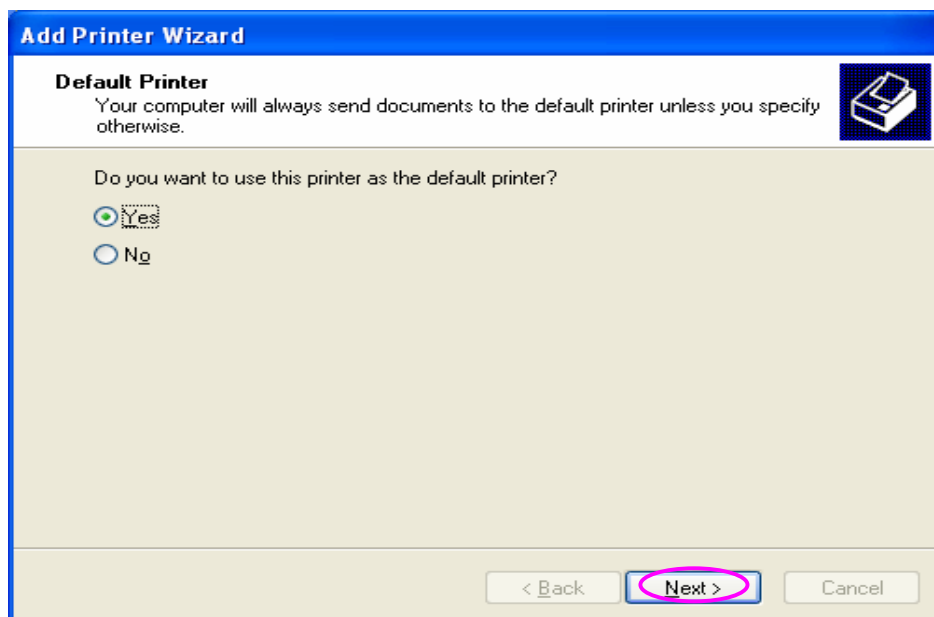 Add Printer Wizard
Default Printer
Your computer will always send documents to the default printer unless you specify
otherwise.
Do you want to use this printer as the default printer?
Yes
No
< Back Next > Cancel